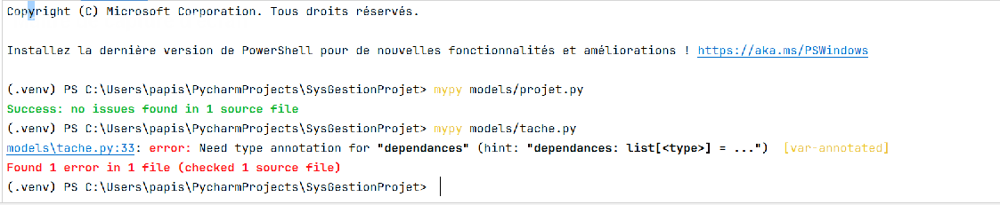 Copyright (C) Microsoft Corporation. Tous droits réservés.
Installez la dernière version de PowerShell pour de nouvelles fonctionnalités et améliorations ! https://aka.ms/PSWindows
(.venv) PS C:\Users\papis\PycharmProjects\SysGestionProjet> mypy models/projet.py
Success: no issues found in 1 source file
(.venv) PS C:\Users\papis\PycharmProjects\SysGestionProjet> mypy models/tache.py
models\tache.py:33: error: Need type annotation for "dependances" (hint: "dependances: list[<type>] = ...")  [var-annotated]
Found 1 error in 1 file (checked 1 source file)
(.venv) PS C:\Users\papis\PycharmProjects\SysGestionProjet>